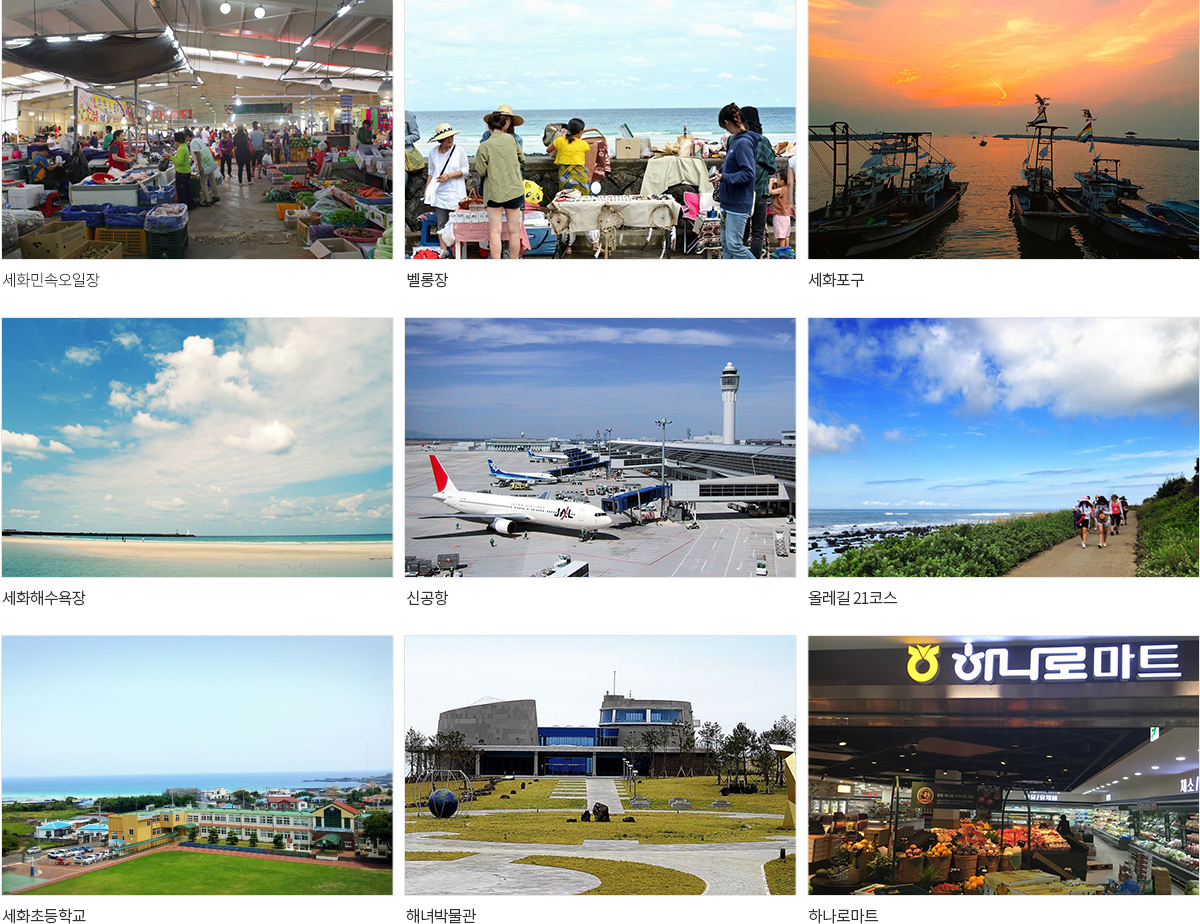 세화민속오일장
벨롱장
세화포구
JAL
세화해수욕장
신공항
올레길 21코스
하나로마트
채소/
세화초등학교
해녀박물관
하나로마트